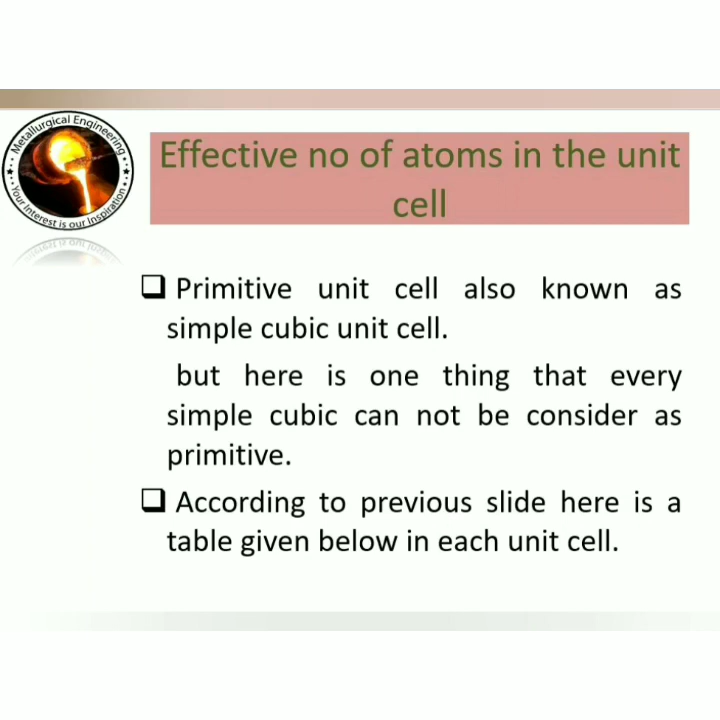 Metallurgical Engineering
Your Interest is our Inspiration
Effective no of atoms in the unit
cell
❑ Primitive unit cell also known as
simple cubic unit cell.
but here is one thing that every
simple cubic can not be consider as
primitive.
❑ According to previous slide here is a
table given below in each unit cell.